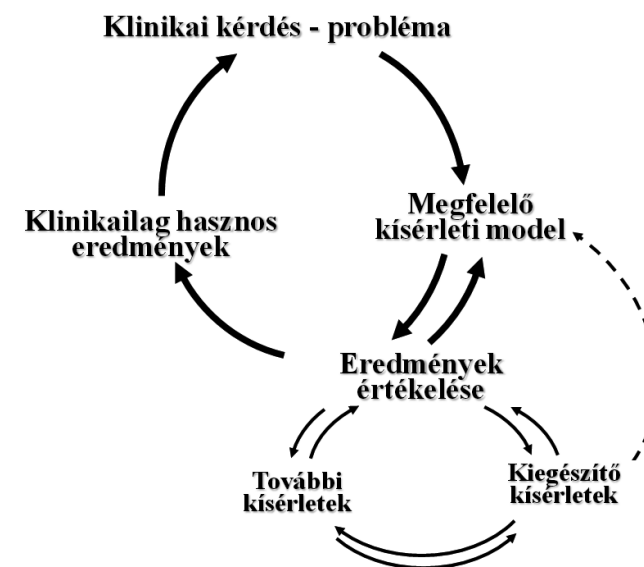 Klinikai kérdés - probléma
Megfelelő
kísérleti model
Klinikailag hasznos
eredmények
Eredmények
értékelése
További
kísérletek
Kiegészítő
kísérletek